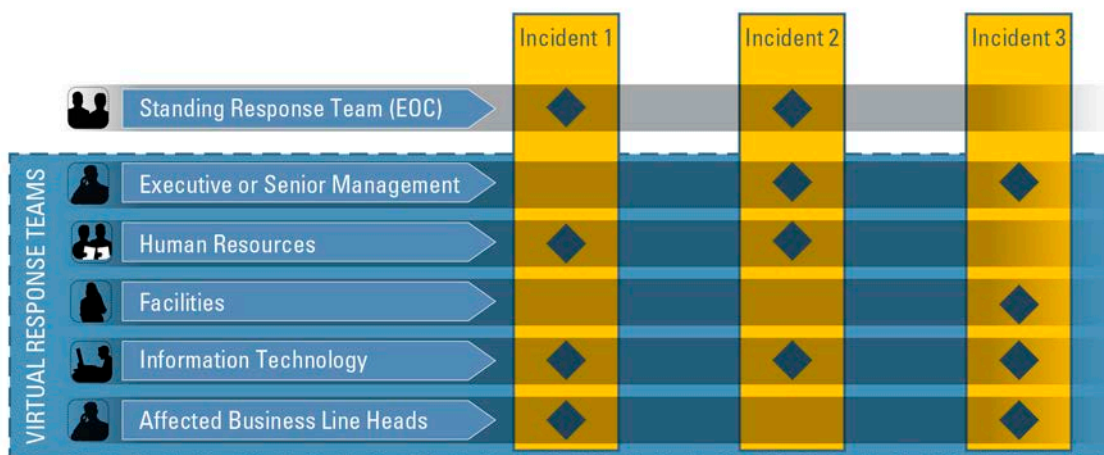 Incident 1
Incident 2
Incident 3
Standing Response Team (EOC)
VIRTUAL RESPONSE TEAMS
Executive or Senior Management
Human Resources
Facilities
Information Technology
Affected Business Line Heads